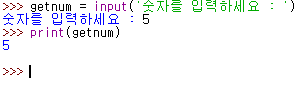 >>> getnum = input('숫자를 입력하세요 : ')
숫자를 입력하세요 : 5
>>> print(getnum)
5
>>>